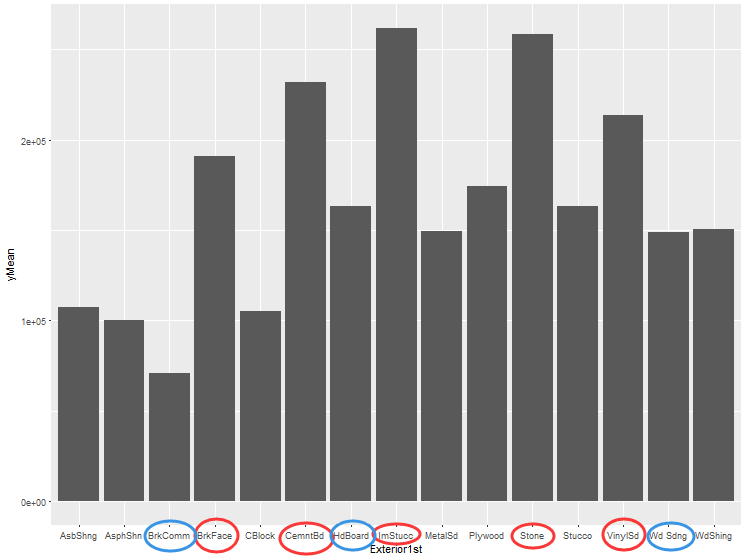 yMean
2e+05
1e+05
0e+00
AsbShng AsphShn BrkComm BrkFace CBlock CemntBd HdBoard ImStucc MetalSd Plywood Stone Stucco VinylSd Wd Sdng WdShing
Exterior1st